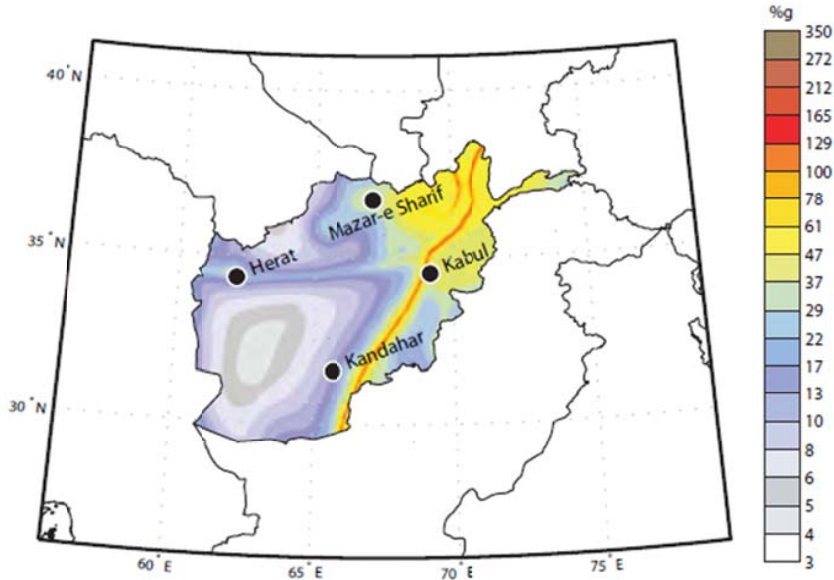 %g
350
272
212
165
129
100
78
61
47
37
29
22
17
13
10
8
6
5
4
3
40° N
35° N
30° N
Mazar-e Sharif
Herat
Kabul
Kandahar
60° E
65° E
70° E
75° E